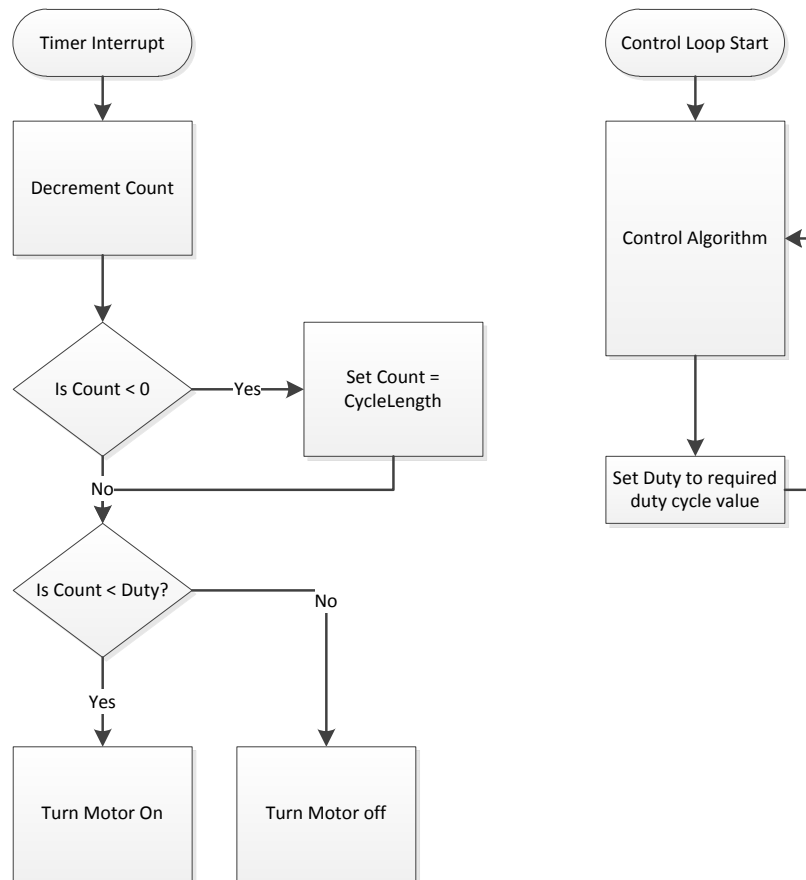 Timer Interrupt
Decrement Count
Is Count < 0
Yes
Set Count =
CycleLength
No
Is Count < Duty?
No
Yes
Turn Motor On
Turn Motor off
Control Loop Start
Control Algorithm
Set Duty to required
duty cycle value